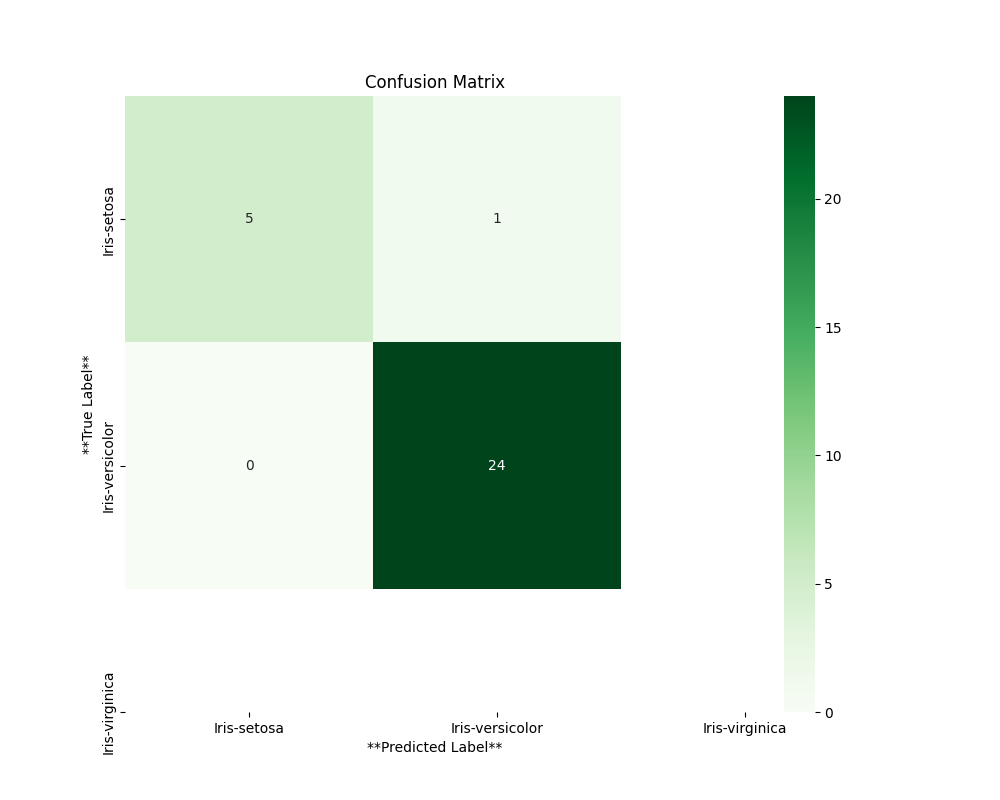 Confusion Matrix
Iris-setosa
Iris-versicolor
Iris-virginica
**True Label**
5
1
0
24
Iris-setosa
Iris-versicolor
Iris-virginica
**Predicted Label**
20
15
10
5
0